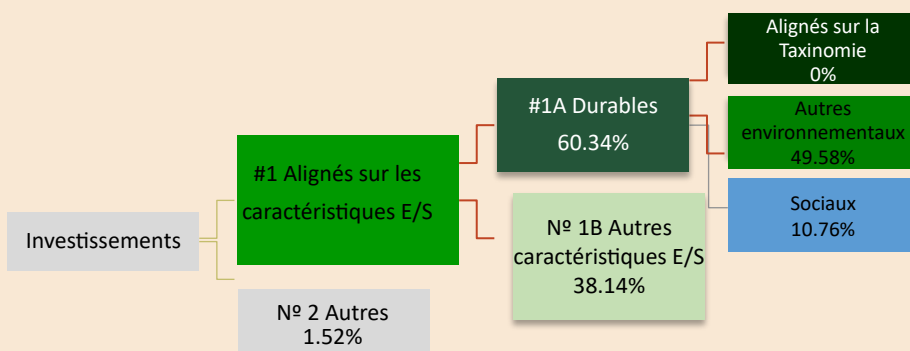 Investissements
#1 Alignés sur les
caractéristiques E/S
Nº 2 Autres
1.52%
#1A Durables
60.34%
Nº 1B Autres
caractéristiques E/S
38.14%
Alignés sur la
Taxinomie
0%
Autres
environnementaux
49.58%
Sociaux
10.76%